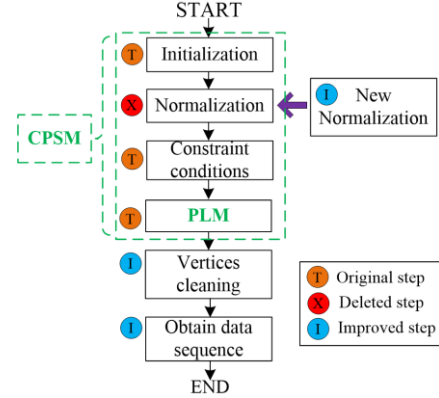 START
T
Initialization
X
Normalization
I
New
Normalization
CPSM
T
Constraint
conditions
T
PLM
I
Vertices
cleaning
I
Obtain data
sequence
END
T
Original step
X
Deleted step
I
Improved step